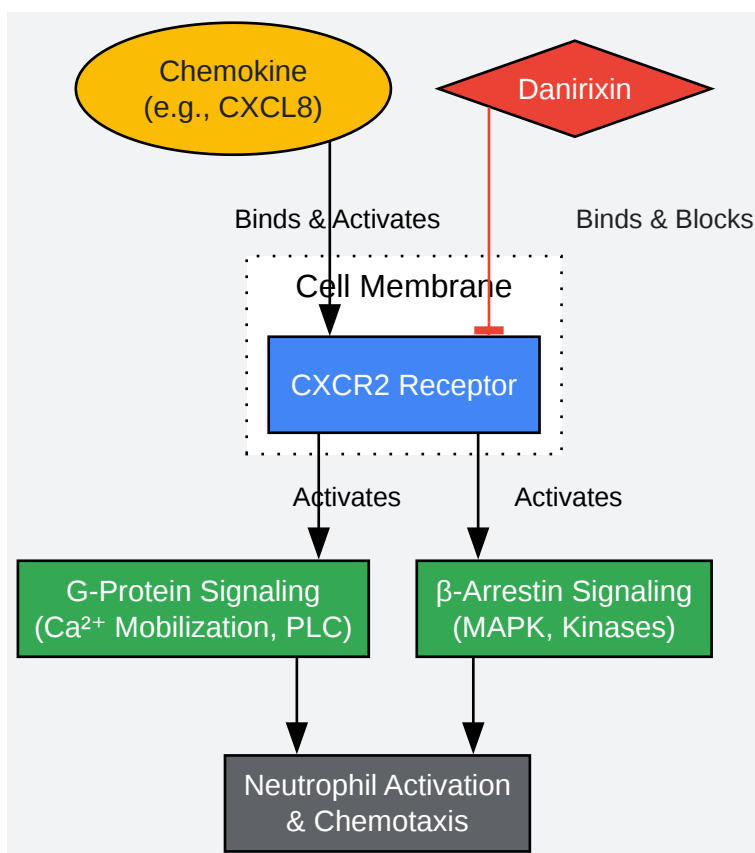 Chemokine
(e.g., CXCL8)
Danirixin
Binds & Activates
Binds & Blocks
Cell Membrane
CXCR2 Receptor
Activates
Activates
G-Protein Signaling
(Ca²⁺ Mobilization, PLC)
β-Arrestin Signaling
(MAPK, Kinases)
Neutrophil Activation
& Chemotaxis